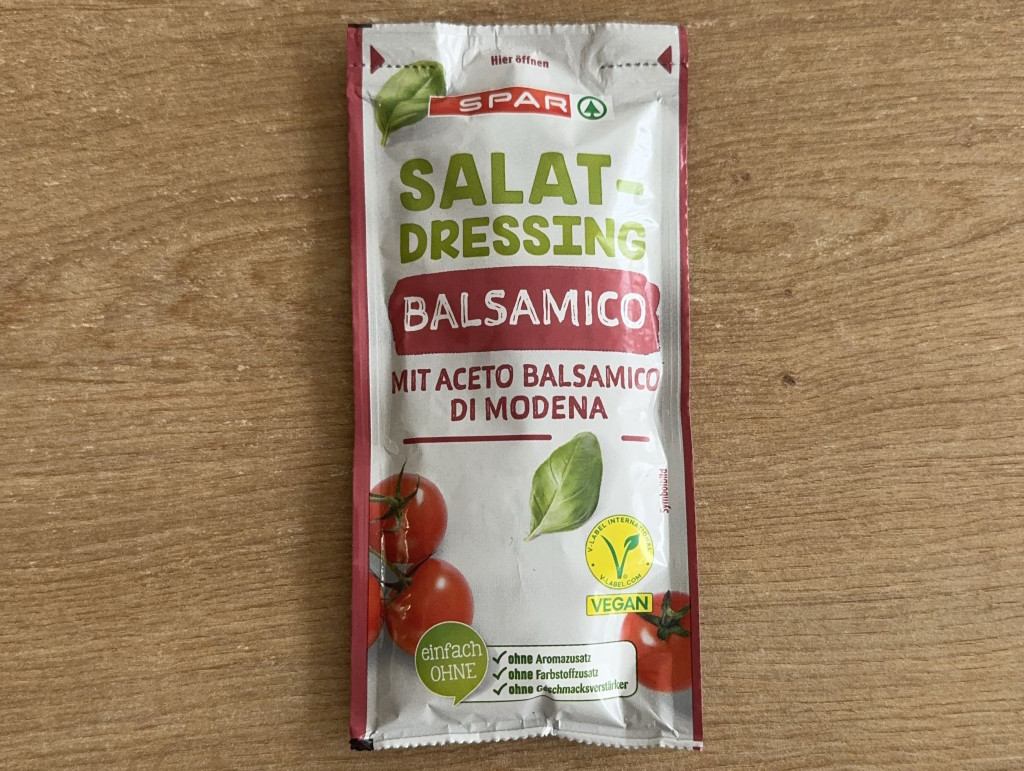 Hier öffnen
SPAR
SALAT-
DRESSING
BALSAMICO
MIT ACETO BALSAMICO
DI MODENA
Symbolbild
V-LABEL INTERNATIONAL
V-LABEL.COM
VEGAN
einfach
OHNE
ohne Aromazusatz
ohne Farbstoffzusatz
ohne Geschmacksverstärker